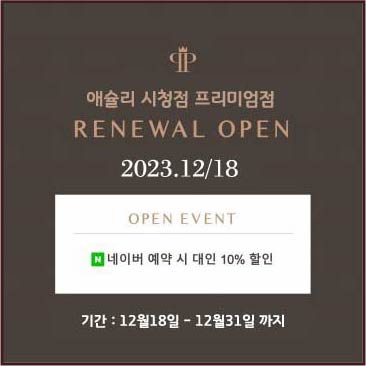 애슐리 시청점 프리미엄점
RENEWAL OPEN
2023.12/18
OPEN EVENT
N 네이버 예약 시 대인 10% 할인
기간 : 12월18일 - 12월31일 까지